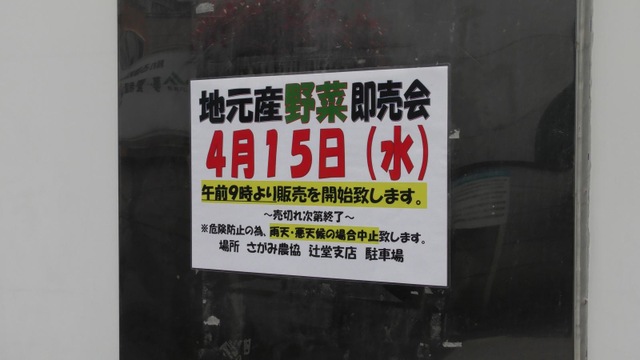 地元産野菜即売会
4月15日（水）
午前9時より販売を開始致します。
～売切れ次第終了～
※危険防止の為、雨天・悪天候の場合中止致します。
場所 さがみ農協 辻堂支店 駐車場